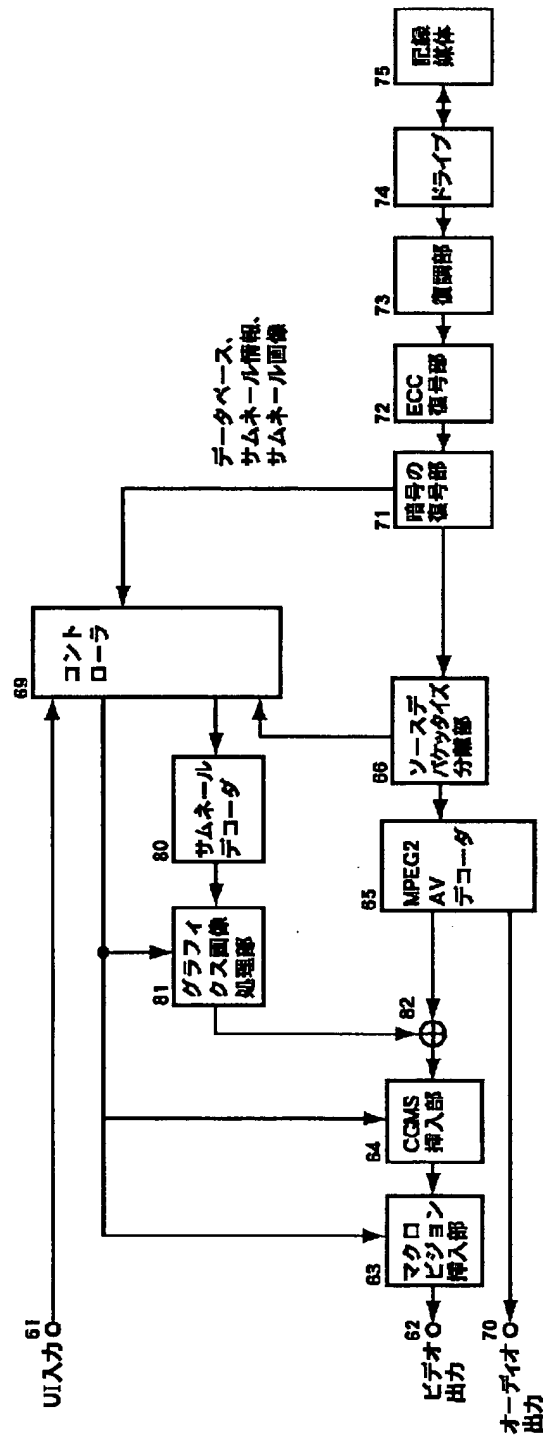 UI入力
61
69
コント
ローラ
データベース、
サムネール情報、
サムネール画像
81
グラフィ
クス画像
処理部
80
サムネール
デコーダ
62
ビデオ
出力
63
マクロ
ビジョン
挿入部
64
CGMS
挿入部
82
65
MPEG2
AV
デコーダ
66
ソースデ
パケッタイズ
分離部
71
暗号の
復号部
72
ECC
復号部
73
復調部
74
ドライブ
75
記録
媒体
70
オーディオ
出力